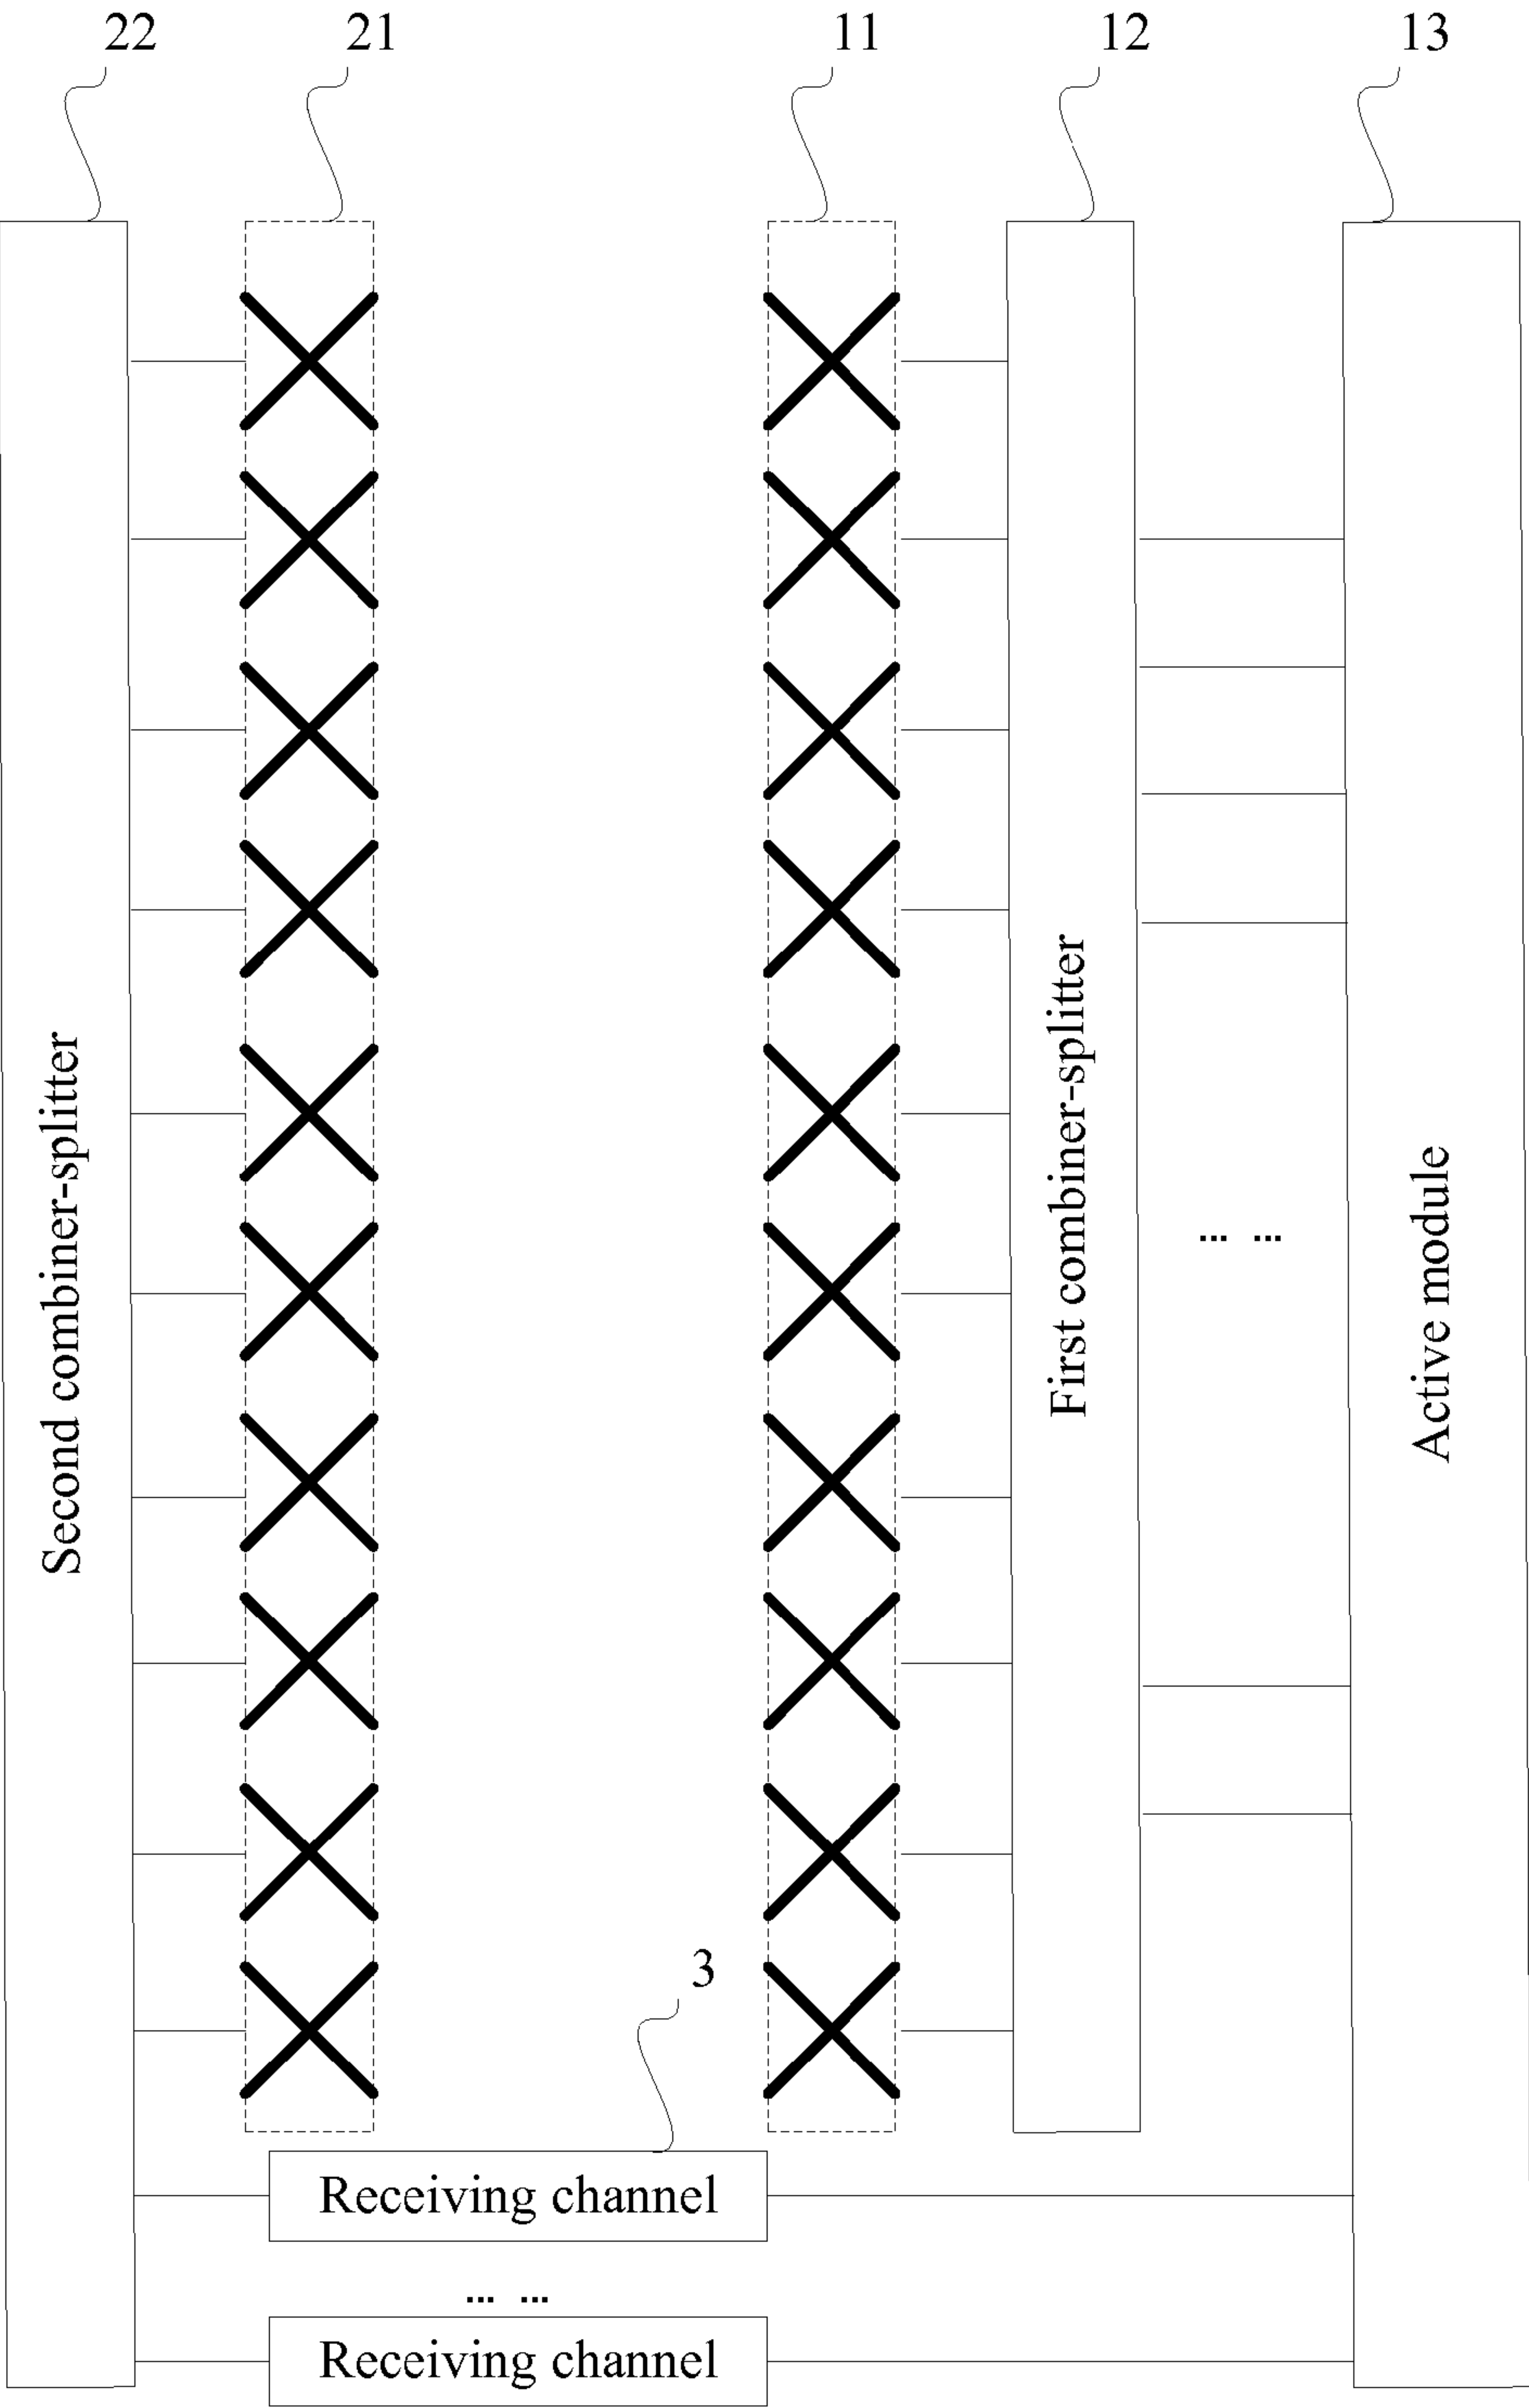 22
21
11
12
13
Second combiner-splitter
First combiner-splitter
Active module
... ...
3
Receiving channel
... ...
Receiving channel